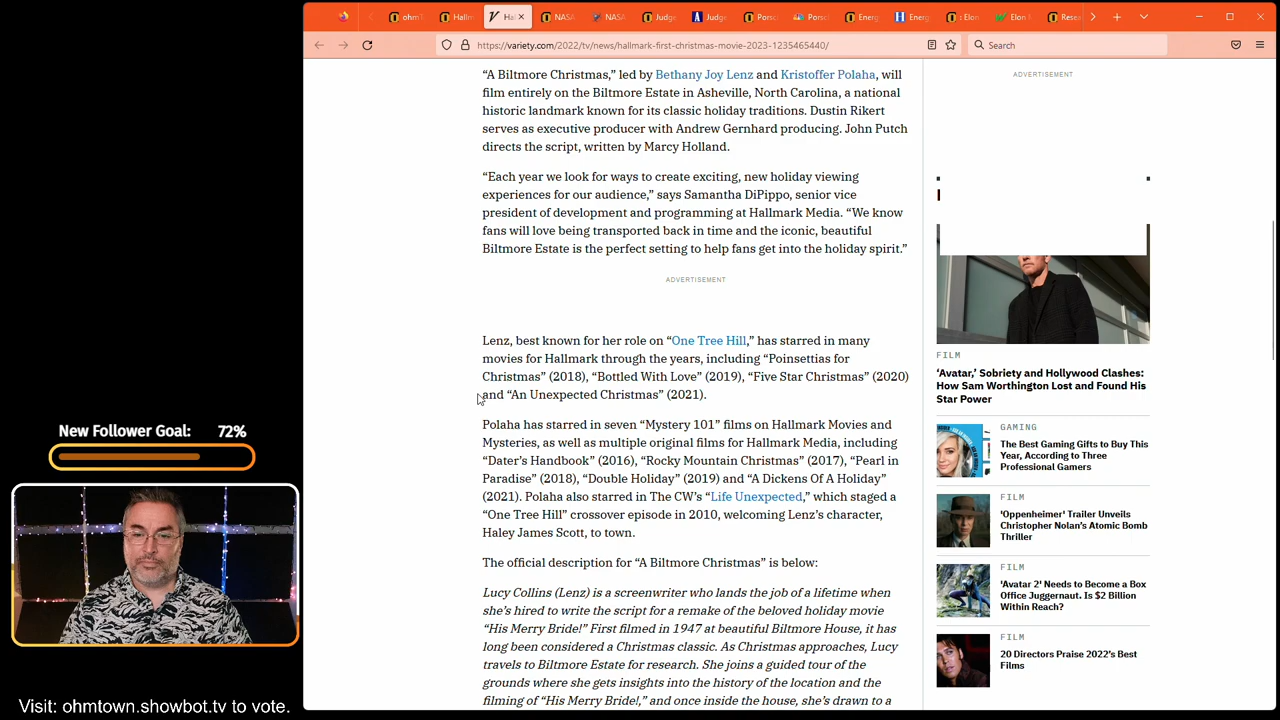 ohmT
Hallm
Hal
NASA
NASA
Judge
Judge
Porsc
Porsc
Energ
Energ
: Elon
Elon M
Resea
https://variety.com/2022/tv/news/hallmark-first-christmas-movie-2023-1235465440/
Search
“A Biltmore Christmas,” led by Bethany Joy Lenz and Kristoffer Polaha, will
film entirely on the Biltmore Estate in Asheville, North Carolina, a national
historic landmark known for its classic holiday traditions. Dustin Rikert
serves as executive producer with Andrew Gernhard producing. John Putch
directs the script, written by Marcy Holland.
“Each year we look for ways to create exciting, new holiday viewing
experiences for our audience,” says Samantha DiPippo, senior vice
president of development and programming at Hallmark Media. “We know
fans will love being transported back in time and the iconic, beautiful
Biltmore Estate is the perfect setting to help fans get into the holiday spirit.”
ADVERTISEMENT
Lenz, best known for her role on “One Tree Hill,” has starred in many
movies for Hallmark through the years, including “Poinsettias for
Christmas” (2018), “Bottled With Love” (2019), “Five Star Christmas” (2020)
and “An Unexpected Christmas” (2021).
Polaha has starred in seven “Mystery 101” films on Hallmark Movies and
Mysteries, as well as multiple original films for Hallmark Media, including
“Dater’s Handbook” (2016), “Rocky Mountain Christmas” (2017), “Pearl in
Paradise” (2018), “Double Holiday” (2019) and “A Dickens Of A Holiday”
(2021). Polaha also starred in The CW’s “Life Unexpected,” which staged a
“One Tree Hill” crossover episode in 2010, welcoming Lenz’s character,
Haley James Scott, to town.
The official description for “A Biltmore Christmas” is below:
Lucy Collins (Lenz) is a screenwriter who lands the job of a lifetime when
she’s hired to write the script for a remake of the beloved holiday movie
“His Merry Bride!” First filmed in 1947 at beautiful Biltmore House, it has
long been considered a Christmas classic. As Christmas approaches, Lucy
travels to Biltmore Estate for research. She joins a guided tour of the
grounds where she gets insights into the history of the location and the
filming of “His Merry Bride!,” and once inside the house, she’s drawn to a
ADVERTISEMENT
FILM
‘Avatar,’ Sobriety and Hollywood Clashes:
How Sam Worthington Lost and Found His
Star Power
GAMING
The Best Gaming Gifts to Buy This
Year, According to Three
Professional Gamers
FILM
'Oppenheimer' Trailer Unveils
Christopher Nolan’s Atomic Bomb
Thriller
FILM
'Avatar 2' Needs to Become a Box
Office Juggernaut. Is $2 Billion
Within Reach?
FILM
20 Directors Praise 2022’s Best
Films
New Follower Goal: 72%
Visit: ohmtown.showbot.tv to vote.